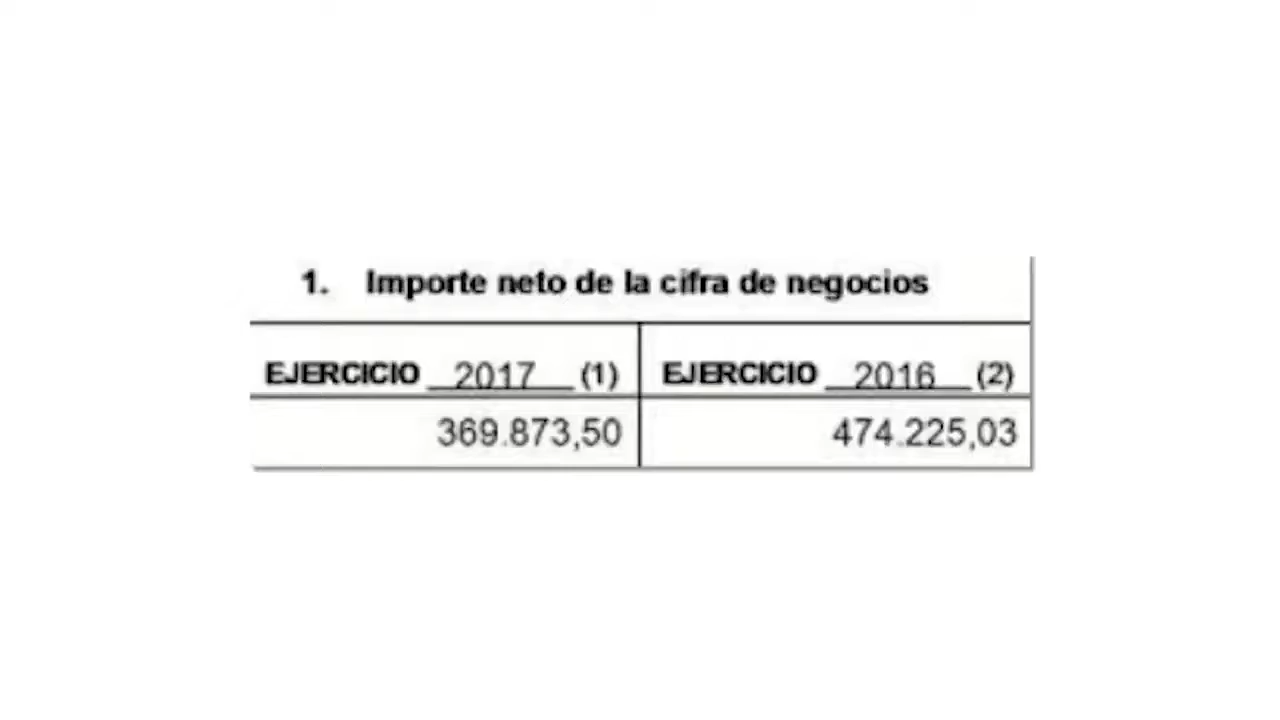 1. Importe neto de la cifra de negocios
EJERCICIO 2017 (1) EJERCICIO 2016 (2)
369.873,50 474.225,03